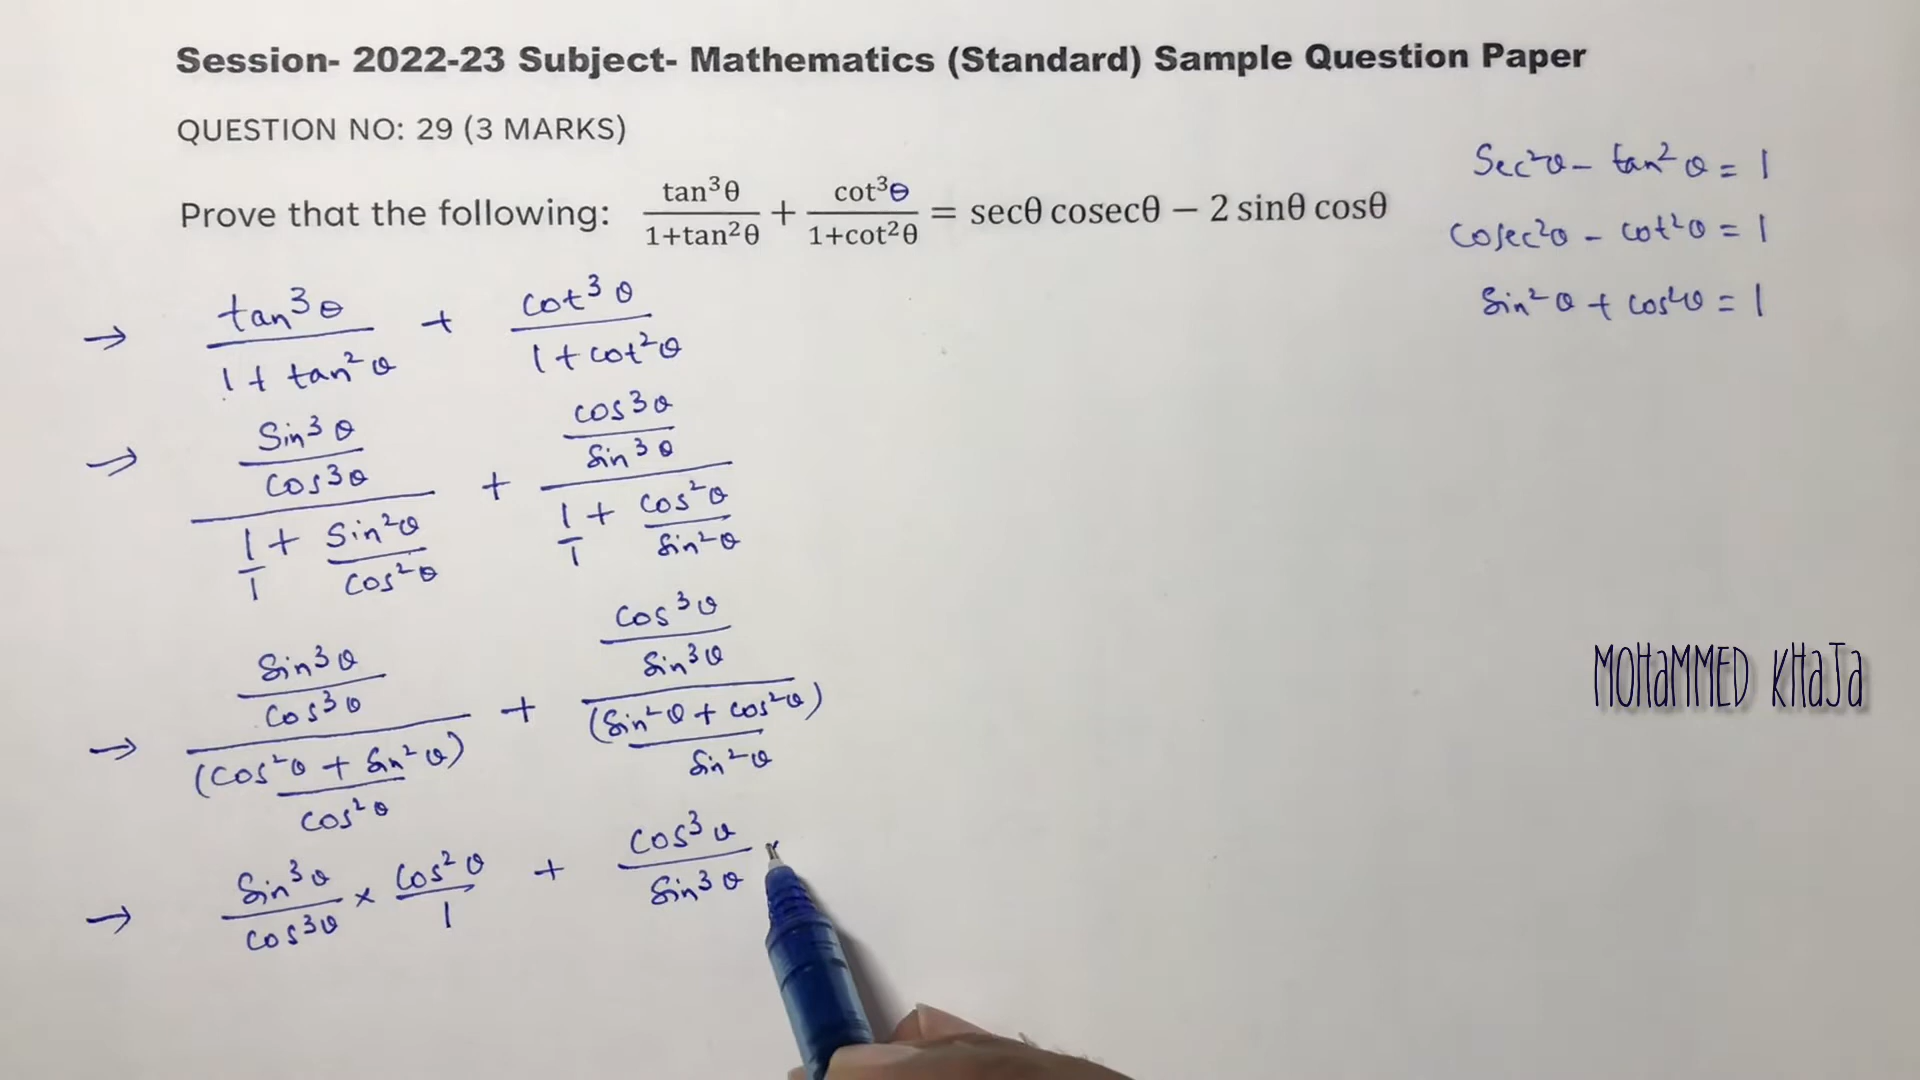 Session- 2022-23 Subject- Mathematics (Standard) Sample Question Paper
QUESTION NO: 29 (3 MARKS)
Prove that the following: tan³θ/(1+tan²θ) + cot³θ/(1+cot²θ) = secθ cosecθ − 2 sinθ cosθ
Sec²θ − tan²θ = 1
Cosec²θ − cot²θ = 1
Sin²θ + cos²θ = 1
→ tan³θ/(1 + tan²θ) + cot³θ/(1 + cot²θ)
⇒ (Sin³θ/cos³θ)/(1/1 + Sin²θ/cos²θ) + (cos³θ/Sin³θ)/(1/1 + cos²θ/Sin²θ)
→ (Sin³θ/cos³θ)/((cos²θ + Sin²θ)/cos²θ) + (cos³θ/Sin³θ)/((Sin²θ + cos²θ)/Sin²θ)
→ Sin³θ/cos³θ × cos²θ/1 + cos³θ/Sin³θ
MOHaMMED KHaJa